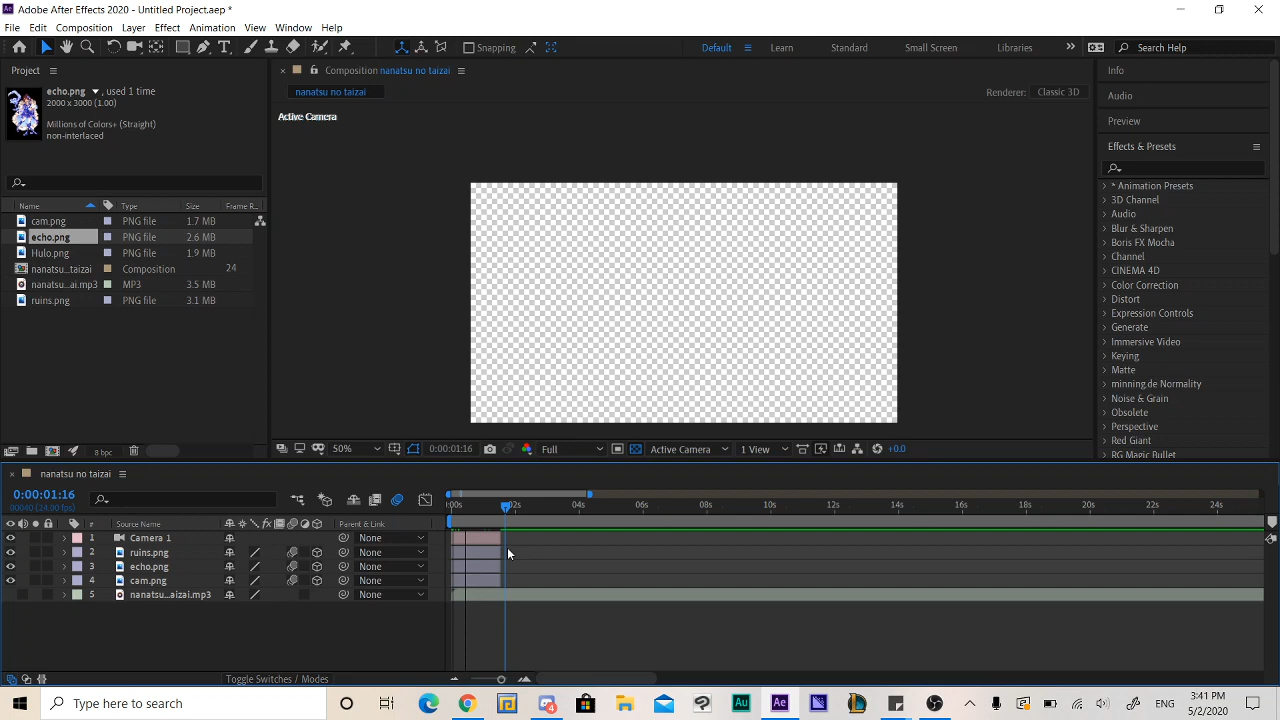 Adobe After Effects 2020 - Untitled Project.aep *
File Edit Composition Layer Effect Animation View Window Help
Snapping Default Learn Standard Small Screen Libraries Search Help
Project
echo.png , used 1 time
2000 x 3000 (1.00)
Millions of Colors+ (Straight)
non-interlaced
Name Type Size Frame R..
cam.png PNG file 1.7 MB
echo.png PNG file 2.6 MB
Hulo.png PNG file 1.9 MB
nanatsu...taizai Composition 24
nanatsu...ai.mp3 MP3 3.5 MB
ruins.png PNG file 3.1 MB
8 bpc
Composition nanatsu no taizai
nanatsu no taizai
Renderer: Classic 3D
Active Camera
50% 0:00:01:16 Full Active Camera 1 View +0.0
Info
Audio
Preview
Effects & Presets
* Animation Presets
3D Channel
Audio
Blur & Sharpen
Boris FX Mocha
Channel
CINEMA 4D
Color Correction
Distort
Expression Controls
Generate
Immersive Video
Keying
Matte
minning.de Normality
Noise & Grain
Obsolete
Perspective
Red Giant
RG Magic Bullet
nanatsu no taizai
0:00:01:16
00040 (24.00 fps)
:00s 02s 04s 06s 08s 10s 12s 14s 16s 18s 20s 22s 24s
# Source Name Parent & Link
1 Camera 1 None
2 ruins.png None
3 echo.png None
4 cam.png None
5 nanatsu...aizai.mp3 None
Toggle Switches / Modes
Type here to search
4
Au Ae
ENG
3:41 PM
5/2/2020